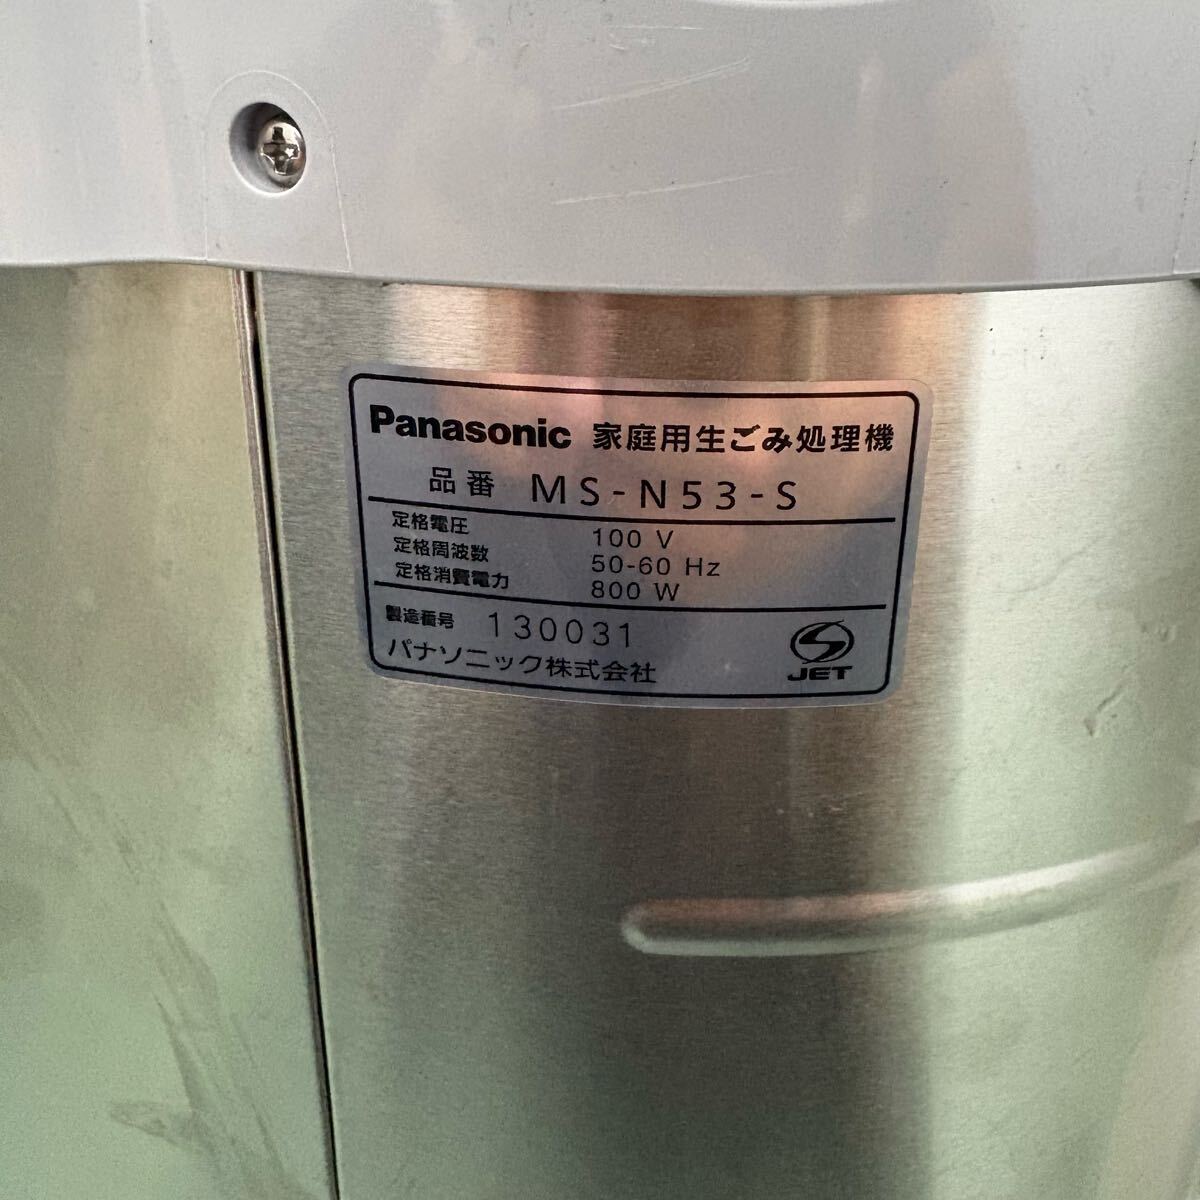 Panasonic 家庭用生ごみ処理機
品番 MS-N53-S
定格電圧 100 V
定格周波数 50-60 Hz
定格消費電力 800 W
製造番号 130031
パナソニック株式会社
JET